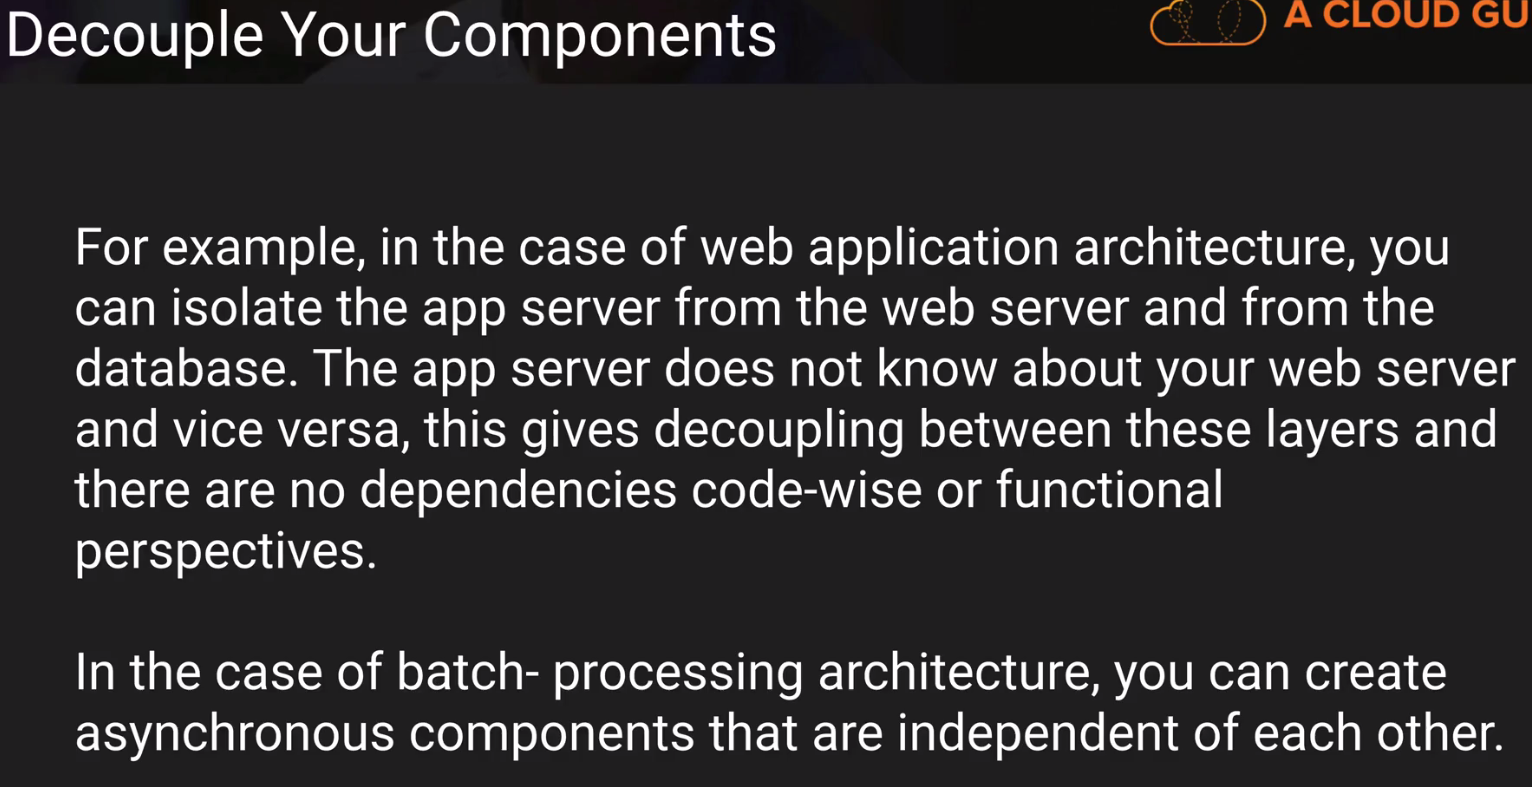 Decouple Your Components
A CLOUD GU
For example, in the case of web application architecture, you
can isolate the app server from the web server and from the
database. The app server does not know about your web server
and vice versa, this gives decoupling between these layers and
there are no dependencies code-wise or functional
perspectives.
In the case of batch- processing architecture, you can create
asynchronous components that are independent of each other.